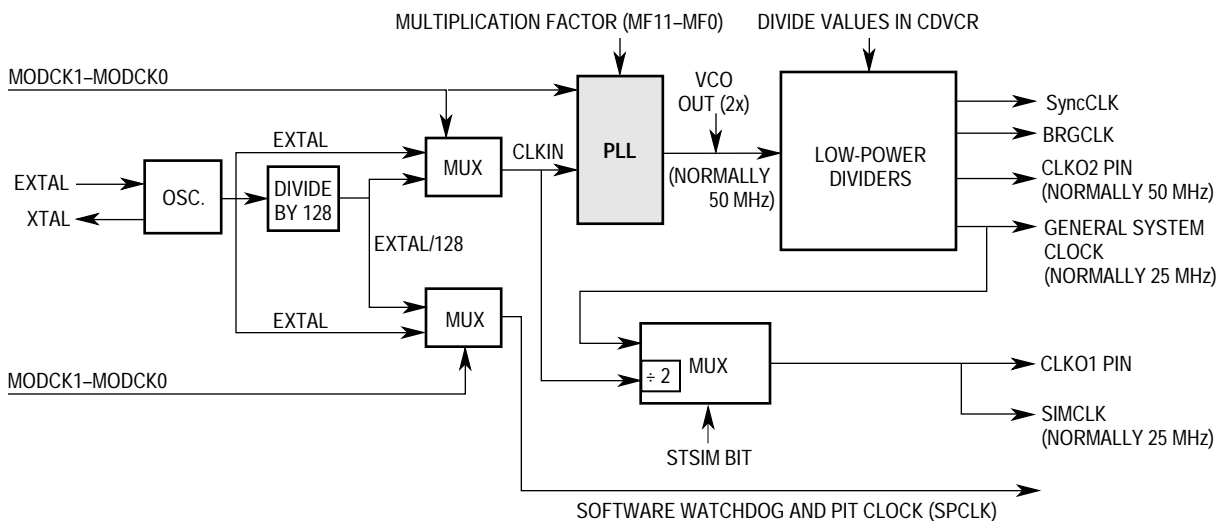 MULTIPLICATION FACTOR (MF11–MF0)
DIVIDE VALUES IN CDVCR
MODCK1–MODCK0
VCO
OUT (2x)
SyncCLK
BRGCLK
EXTAL
MUX
CLKIN
PLL
(NORMALLY
50 MHz)
LOW-POWER
DIVIDERS
CLKO2 PIN
(NORMALLY 50 MHz)
EXTAL
XTAL
OSC.
DIVIDE
BY 128
GENERAL SYSTEM
CLOCK
(NORMALLY 25 MHz)
EXTAL/128
EXTAL
MUX
÷ 2
MUX
CLKO1 PIN
MODCK1–MODCK0
SIMCLK
(NORMALLY 25 MHz)
STSIM BIT
SOFTWARE WATCHDOG AND PIT CLOCK (SPCLK)